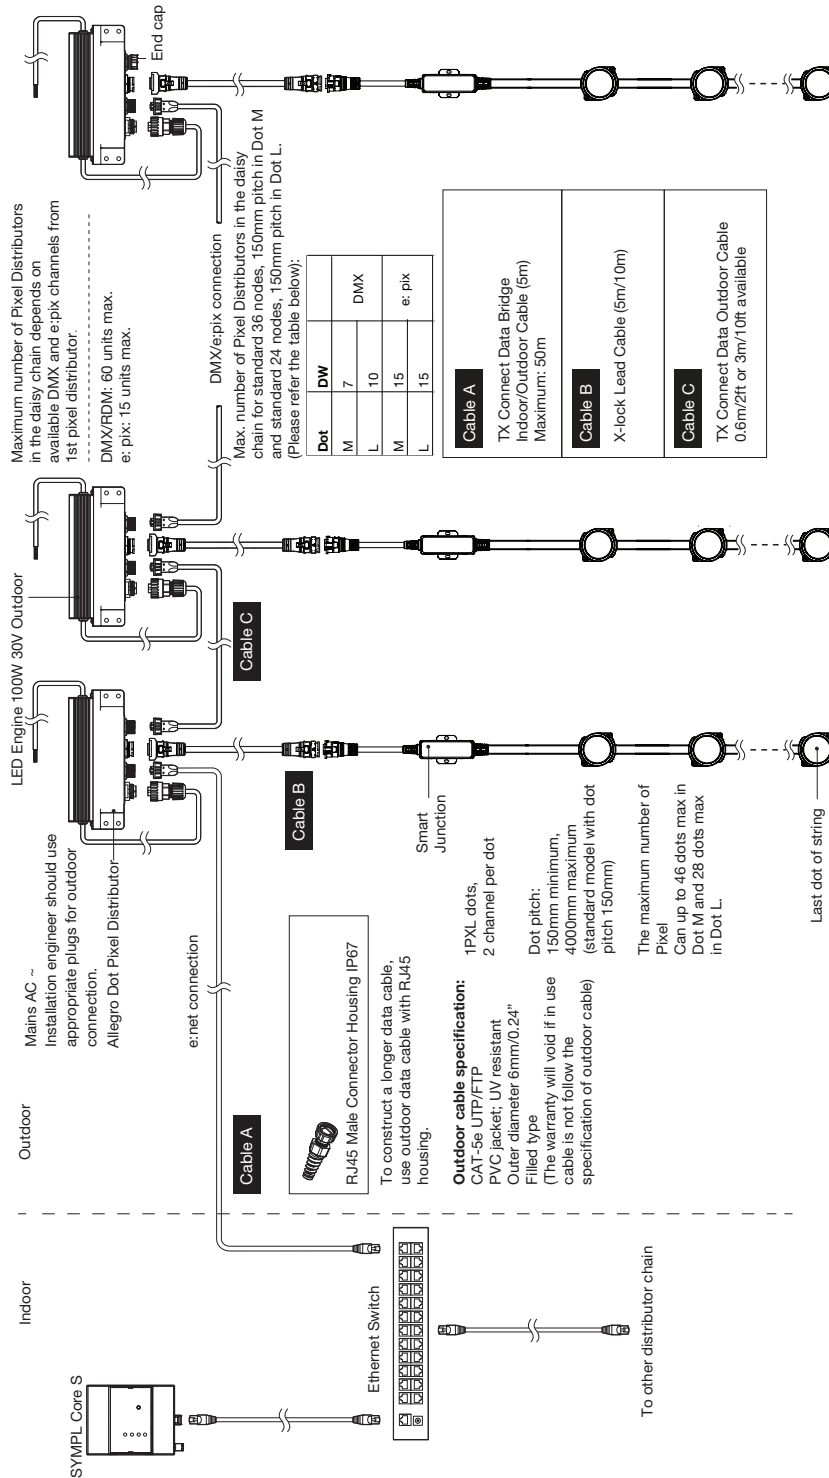 Indoor
Outdoor
SYMPL Core S
Ethernet Switch
To other distributor chain
Mains AC ~
Installation engineer should use
appropriate plugs for outdoor
connection.
Allegro Dot Pixel Distributor
e:net connection
LED Engine 100W 30V Outdoor
Cable A
RJ45 Male Connector Housing IP67
To construct a longer data cable,
use outdoor data cable with RJ45
housing.
Outdoor cable specification:
CAT-5e UTP/FTP
PVC jacket; UV resistant
Outer diameter 6mm/0.24”
Filled type
(The warranty will void if in use
cable is not follow the
specification of outdoor cable)
Cable B
Cable C
Smart
Junction
1PXL dots,
2 channel per dot
Dot pitch:
150mm minimum,
4000mm maximum
(standard model with dot
pitch 150mm)
The maximum number of
Pixel
Can up to 46 dots max in
Dot M and 28 dots max
in Dot L.
Last dot of string
Maximum number of Pixel Distributors
in the daisy chain depends on
available DMX and e:pix channels from
1st pixel distributor.
DMX/RDM: 60 units max.
e: pix: 15 units max.
End cap
DMX/e:pix connection
Max. number of Pixel Distributors in the daisy
chain for standard 36 nodes, 150mm pitch in Dot M
and standard 24 nodes, 150mm pitch in Dot L.
(Please refer the table below):
Dot DW
M 7 DMX
L 10
M 15 e: pix
L 15
Cable A
TX Connect Data Bridge
Indoor/Outdoor Cable (5m)
Maximum: 50m
Cable B
X-lock Lead Cable (5m/10m)
Cable C
TX Connect Data Outdoor Cable
0.6m/2ft or 3m/10ft available